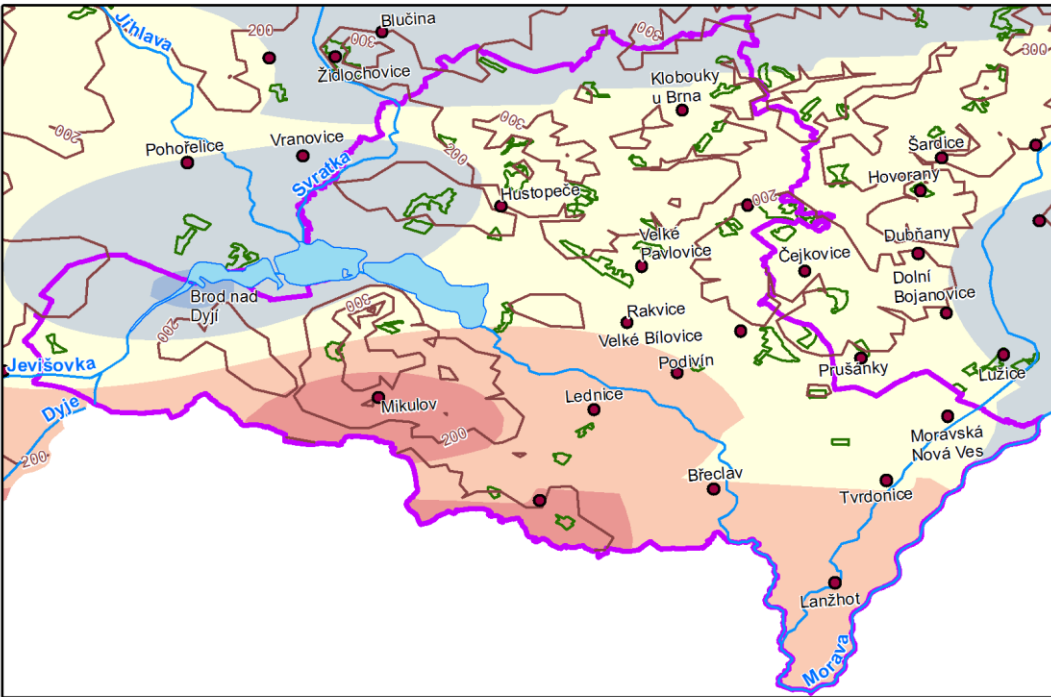 Jihlava
200
Blučina
300
300
300
Židlochovice
Klobouky
u Brna
200
300
Pohořelice
Vranovice
200
Šardice
Svratka
Hustopeče
200
Hovorany
Velké
Pavlovice
Dubňany
Čejkovice
Dolní
Bojanovice
Brod nad
Dyjí
300
200
Rakvice
Velké Bílovice
Jevišovka
Podivín
Prušánky
Lužice
Dyje
Mikulov
Lednice
200
Moravská
Nová Ves
200
Břeclav
Tvrdonice
Lanžhot
Morava